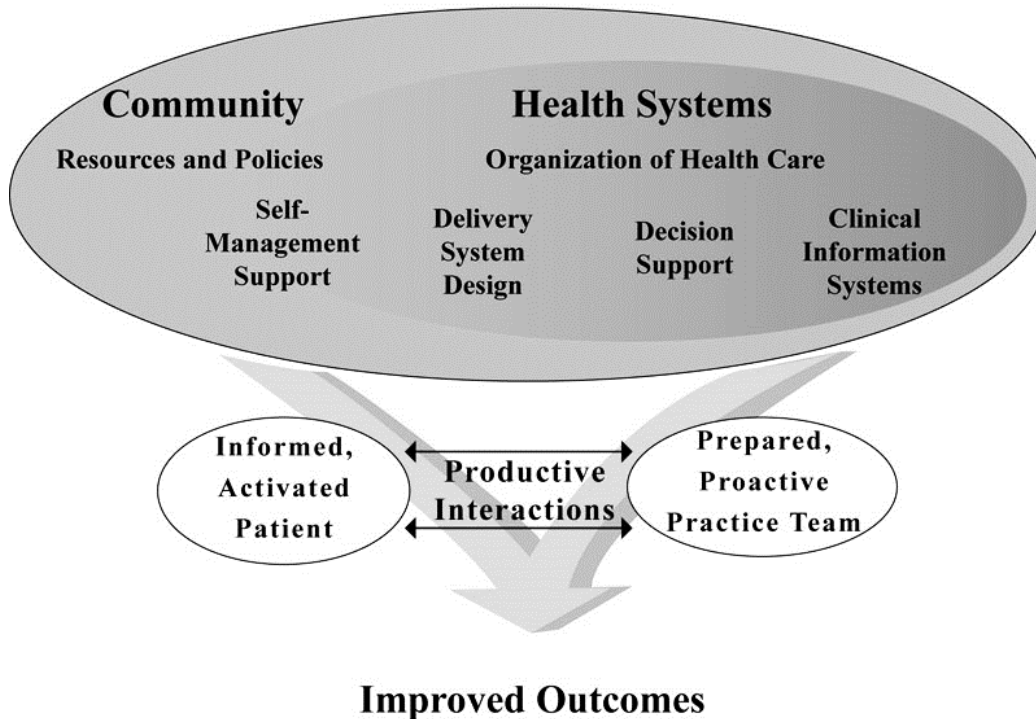 Community
Health Systems
Resources and Policies
Organization of Health Care
Self-
Management
Support
Delivery
System
Design
Decision
Support
Clinical
Information
Systems
Informed,
Activated
Patient
Productive
Interactions
Prepared,
Proactive
Practice Team
Improved Outcomes